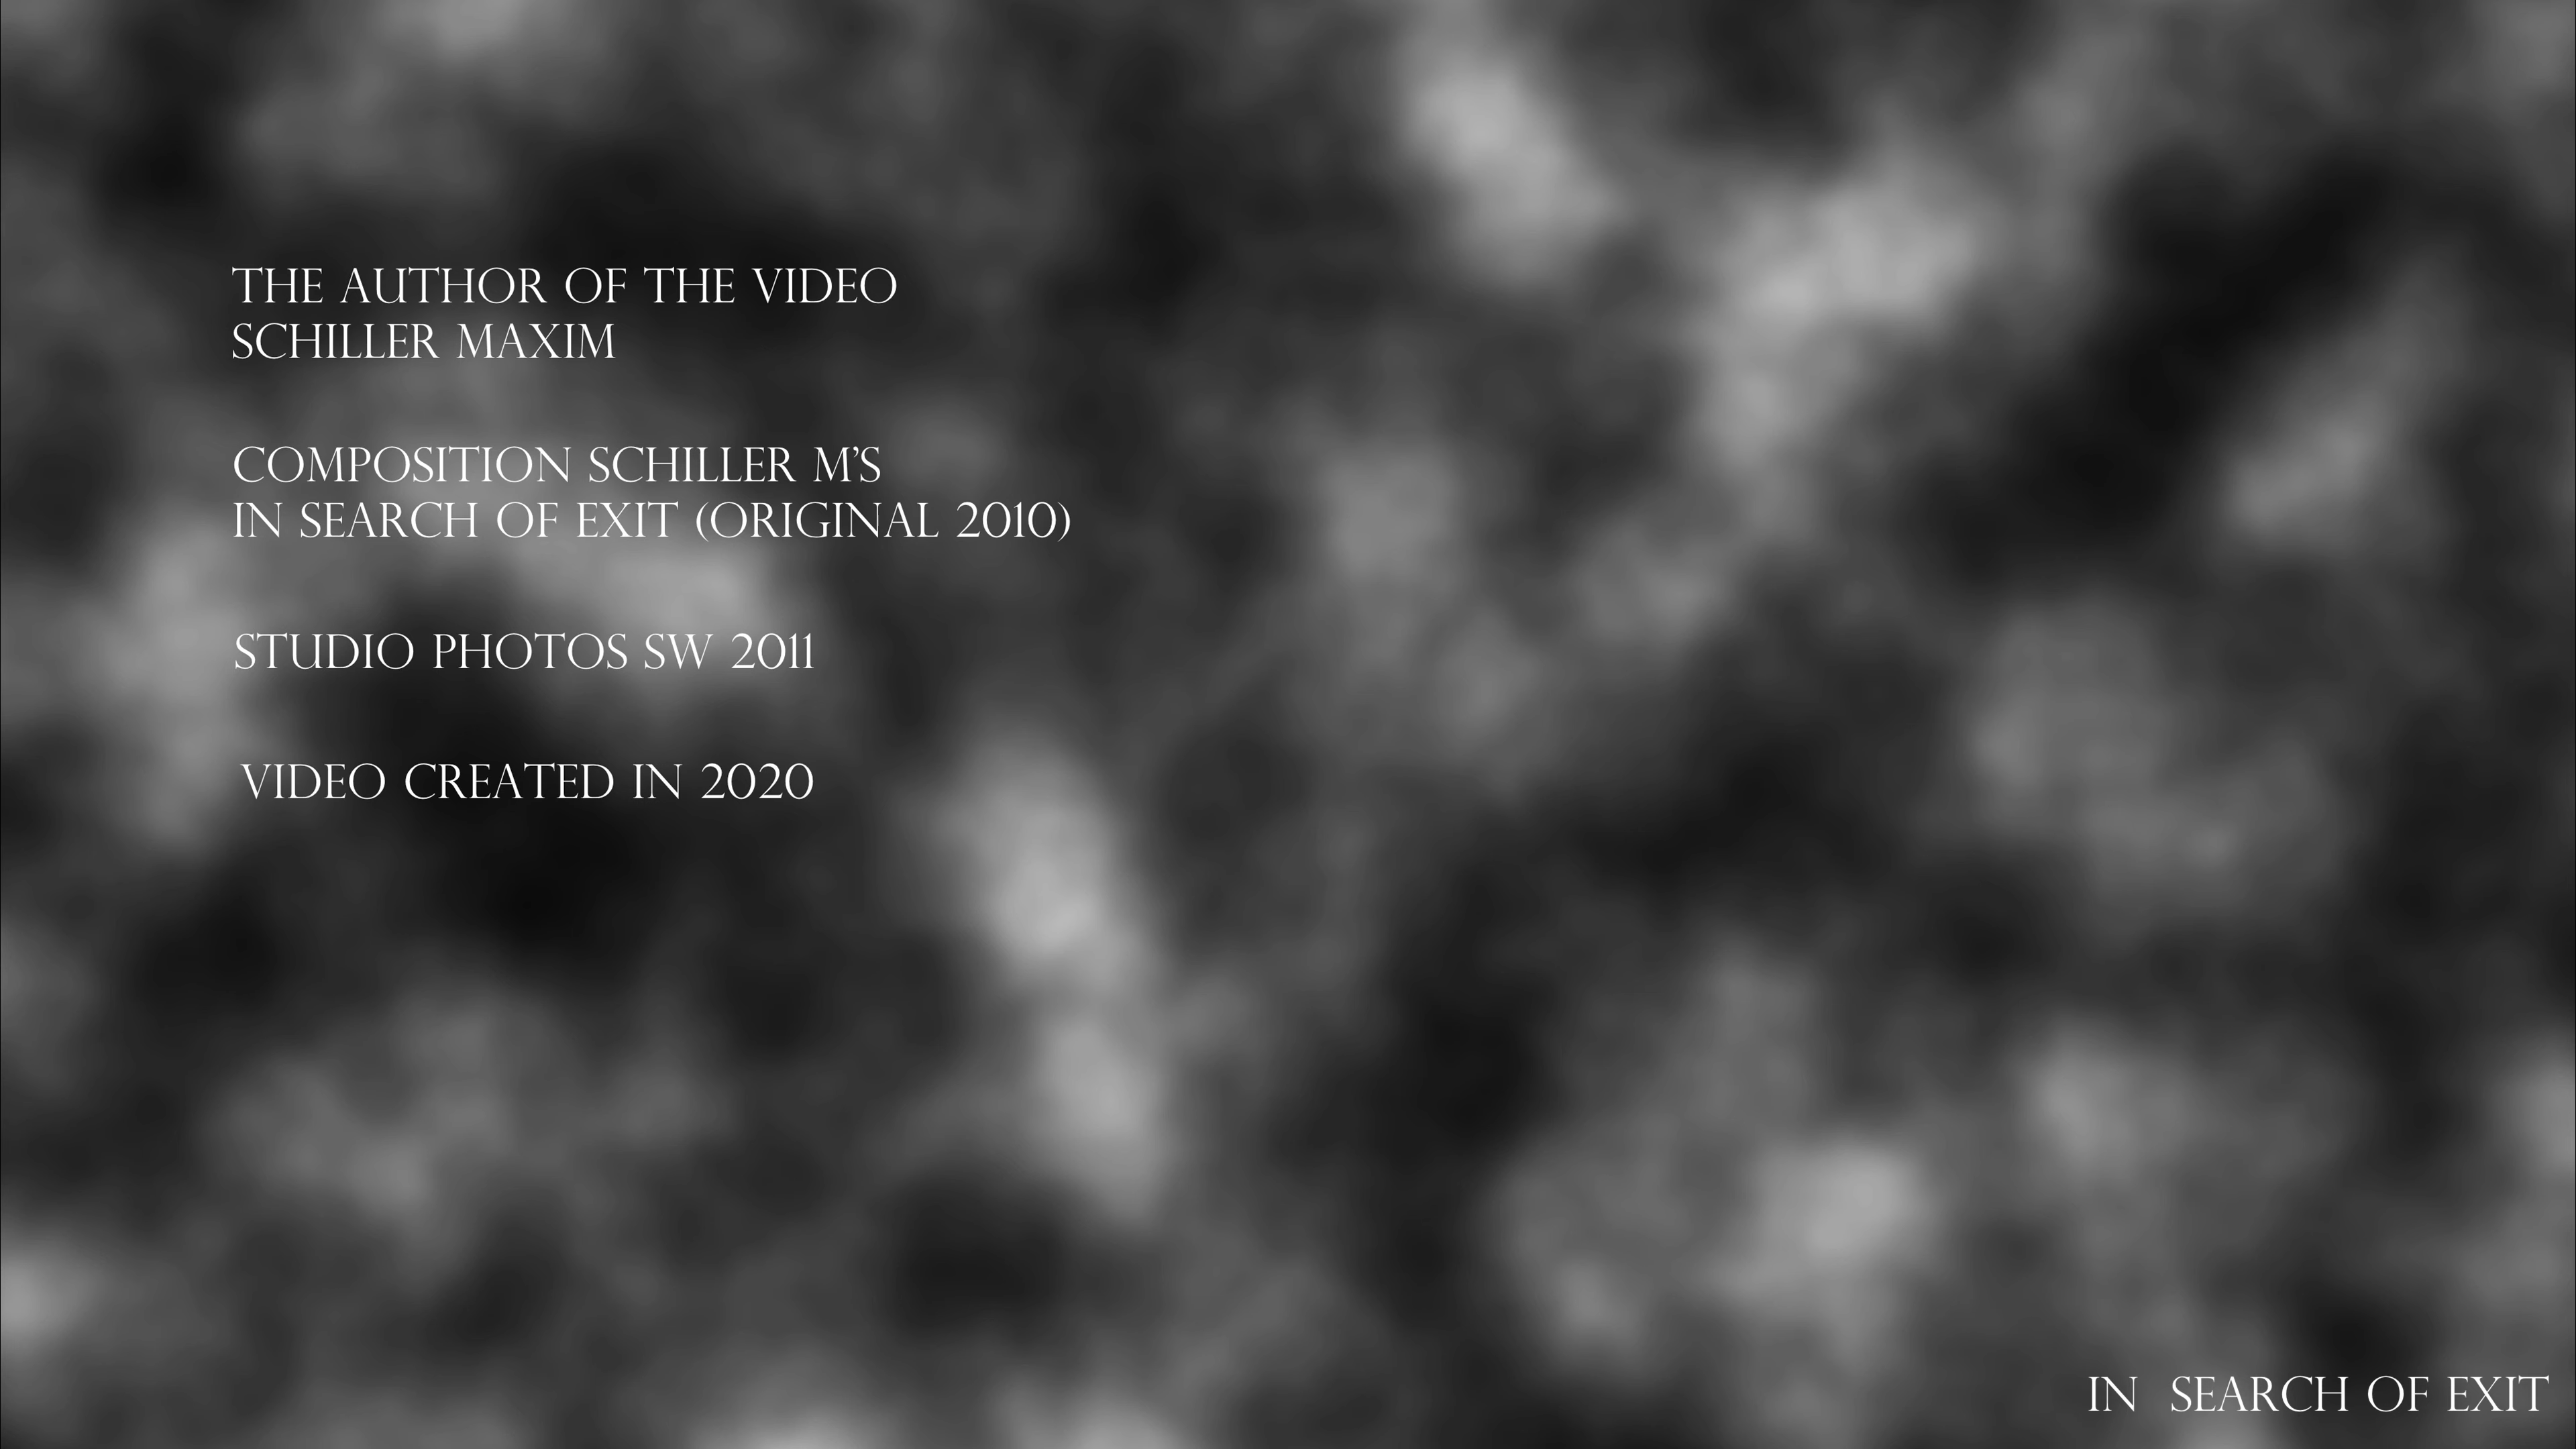 THE AUTHOR OF THE VIDEO
SCHILLER MAXIM
COMPOSITION SCHILLER M'S
IN SEARCH OF EXIT (ORIGINAL 2010)
STUDIO PHOTOS SW 2011
VIDEO CREATED IN 2020
IN SEARCH OF EXIT